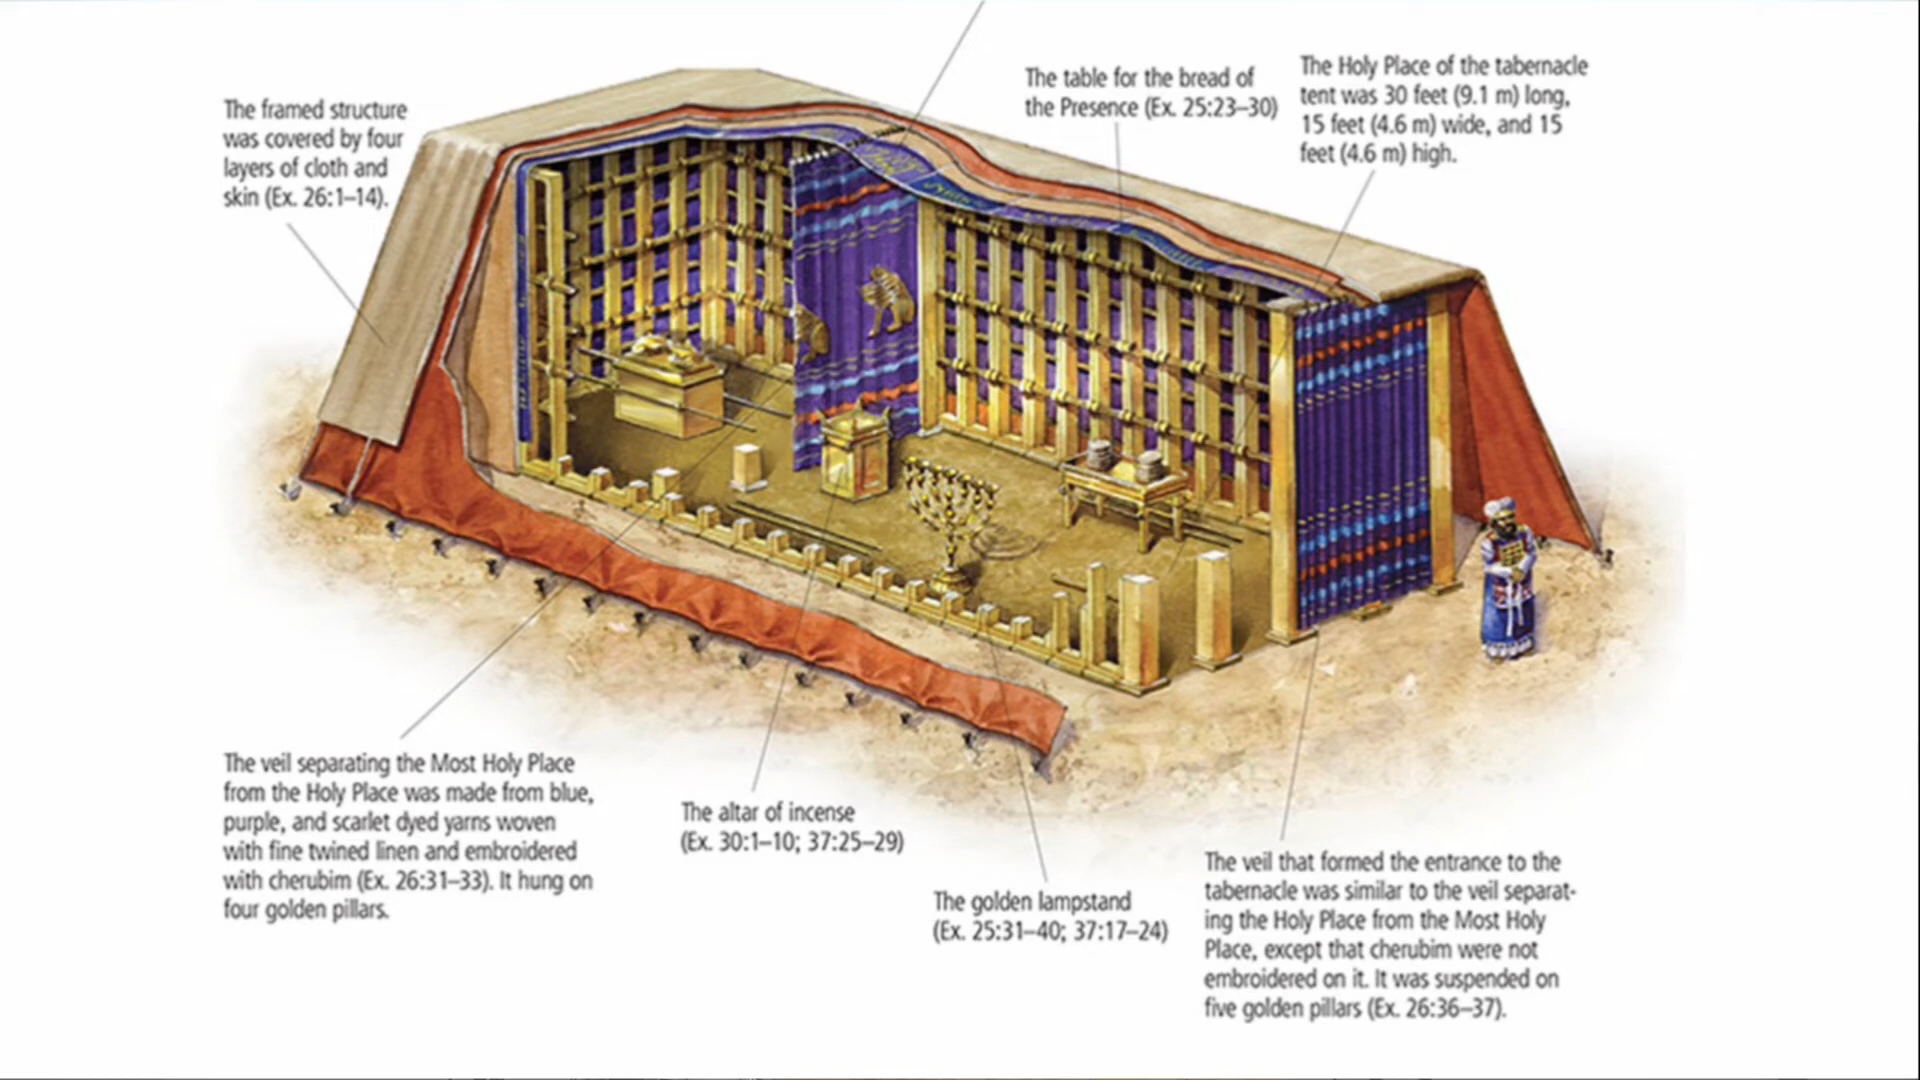 The framed structure
was covered by four
layers of cloth and
skin (Ex. 26:1–14).
The table for the bread of
the Presence (Ex. 25:23–30)
The Holy Place of the tabernacle
tent was 30 feet (9.1 m) long,
15 feet (4.6 m) wide, and 15
feet (4.6 m) high.
The veil separating the Most Holy Place
from the Holy Place was made from blue,
purple, and scarlet dyed yarns woven
with fine twined linen and embroidered
with cherubim (Ex. 26:31–33). It hung on
four golden pillars.
The altar of incense
(Ex. 30:1–10; 37:25–29)
The golden lampstand
(Ex. 25:31–40; 37:17–24)
The veil that formed the entrance to the
tabernacle was similar to the veil separat-
ing the Holy Place from the Most Holy
Place, except that cherubim were not
embroidered on it. It was suspended on
five golden pillars (Ex. 26:36–37).